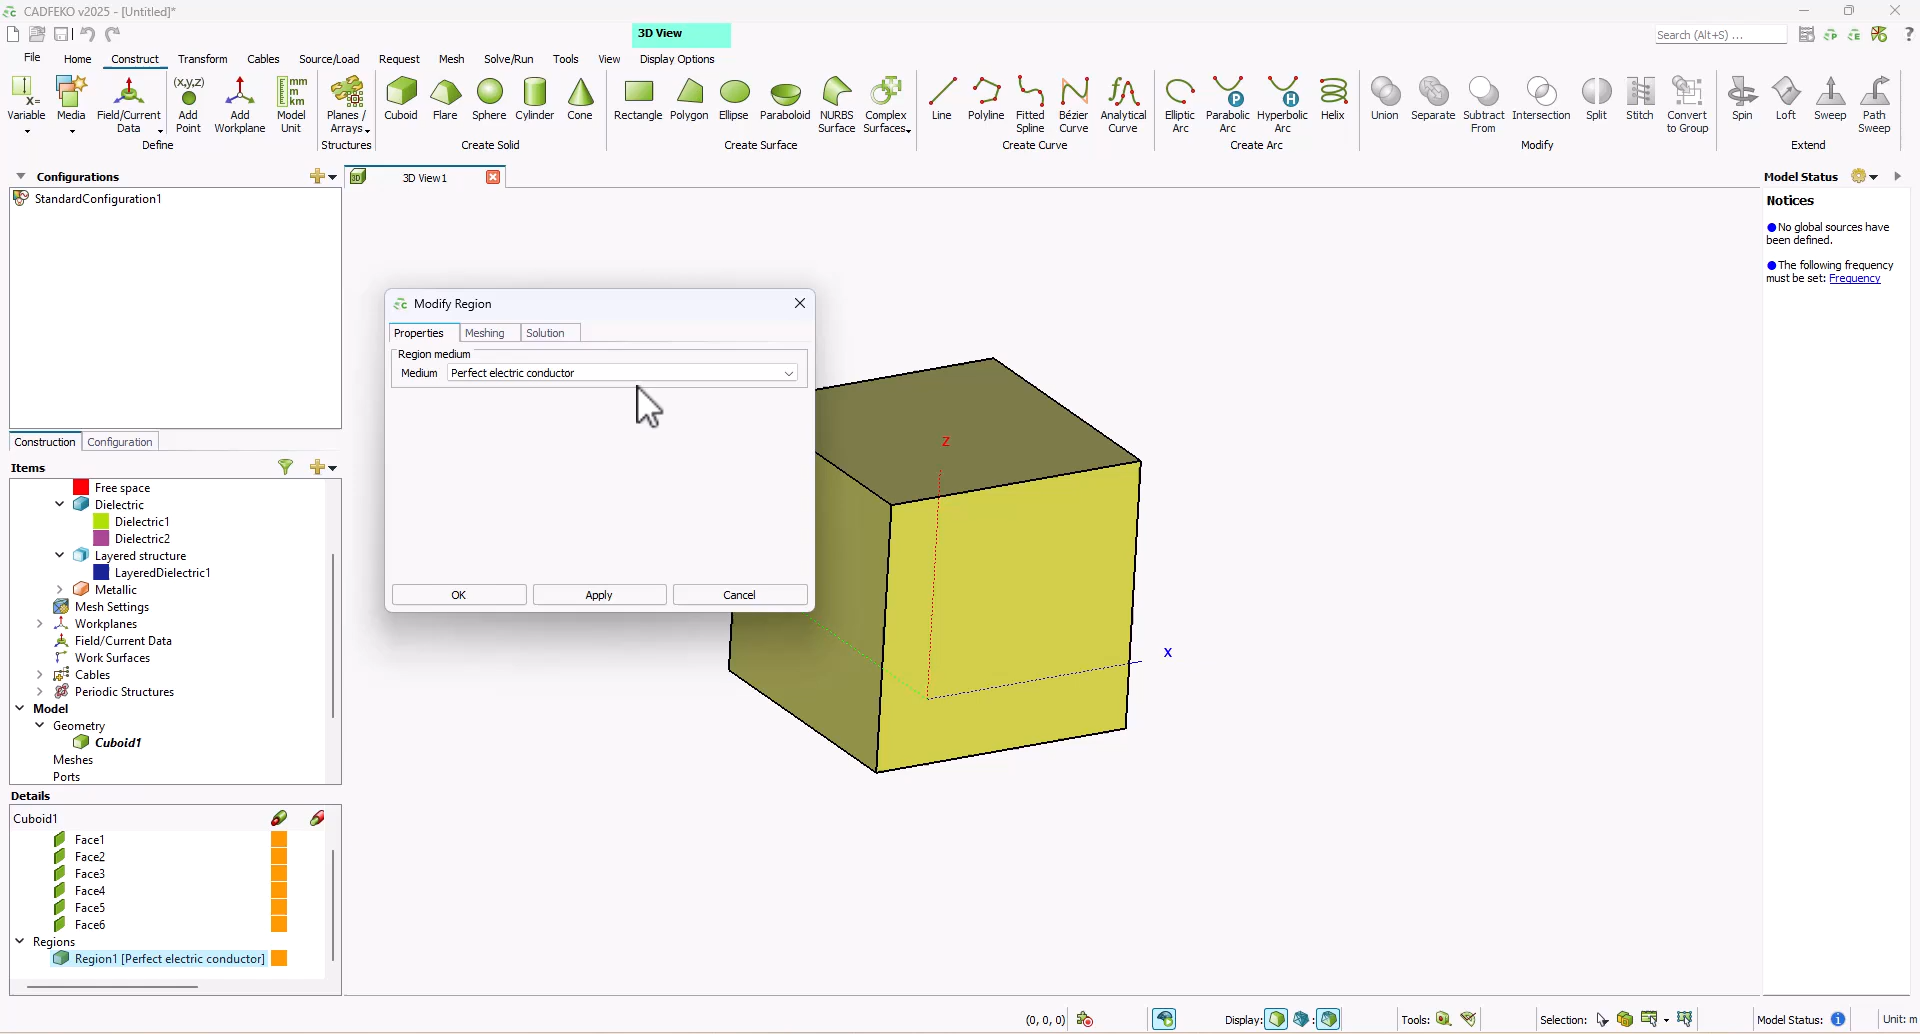 CADFEKO v2025 - [Untitled]*
3D View
Search (Alt+S) ...
File Home Construct Transform Cables Source/Load Request Mesh Solve/Run Tools View Display Options
Variable
Media
Field/Current
Data
Define
(x,y,z)
Add
Point
Add
Workplane
mm
m
km
Model
Unit
Planes /
Arrays
Structures
Cuboid
Flare
Sphere
Cylinder
Cone
Create Solid
Rectangle
Polygon
Ellipse
Paraboloid
NURBS
Surface
Complex
Surfaces
Create Surface
Line
Polyline
Fitted
Spline
Bézier
Curve
Analytical
Curve
Create Curve
Elliptic
Arc
Parabolic
Arc
Hyperbolic
Arc
Helix
Create Arc
Union
Separate
Subtract
From
Intersection
Split
Stitch
Convert
to Group
Modify
Spin
Loft
Sweep
Path
Sweep
Extend
Configurations
StandardConfiguration1
3D View1
Model Status
Notices
No global sources have
been defined.
The following frequency
must be set: Frequency
Modify Region
Properties Meshing Solution
Region medium
Medium Perfect electric conductor
OK Apply Cancel
Z
X
Construction Configuration
Items
Free space
Dielectric
Dielectric1
Dielectric2
Layered structure
LayeredDielectric1
Metallic
Mesh Settings
Workplanes
Field/Current Data
Work Surfaces
Cables
Periodic Structures
Model
Geometry
Cuboid1
Meshes
Ports
Details
Cuboid1
Face1
Face2
Face3
Face4
Face5
Face6
Regions
Region1 [Perfect electric conductor]
(0, 0, 0) Display: Tools: Selection: Model Status: Unit: m